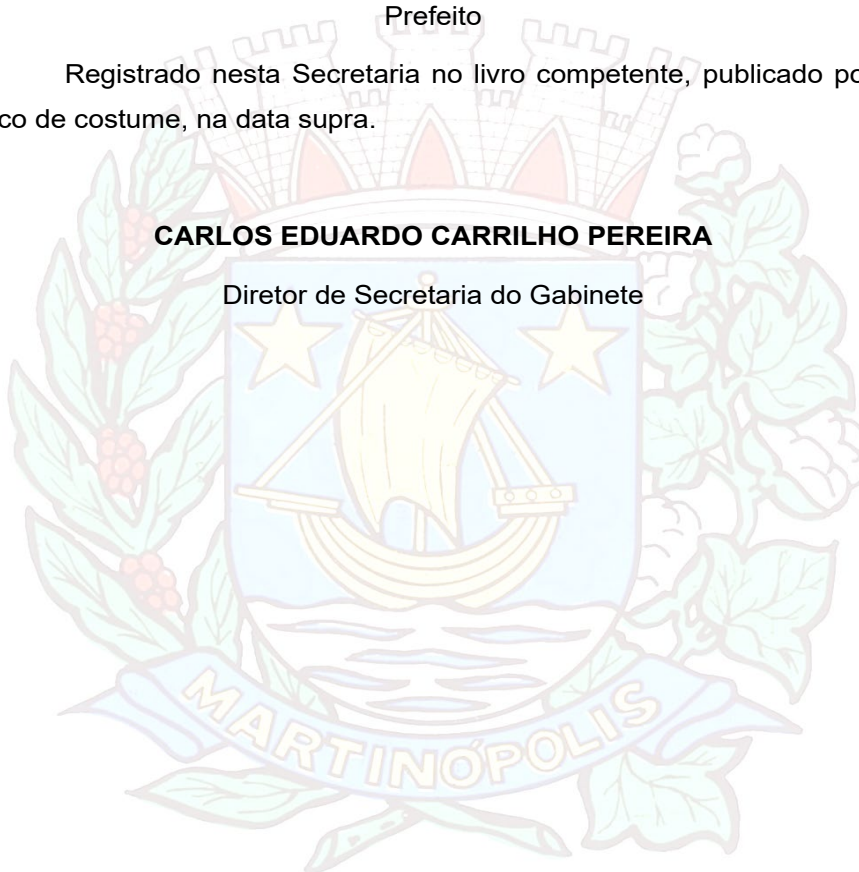 Prefeito
Registrado nesta Secretaria no livro competente, publicado po
co de costume, na data supra.
CARLOS EDUARDO CARRILHO PEREIRA
Diretor de Secretaria do Gabinete
MARTINÓPOLIS